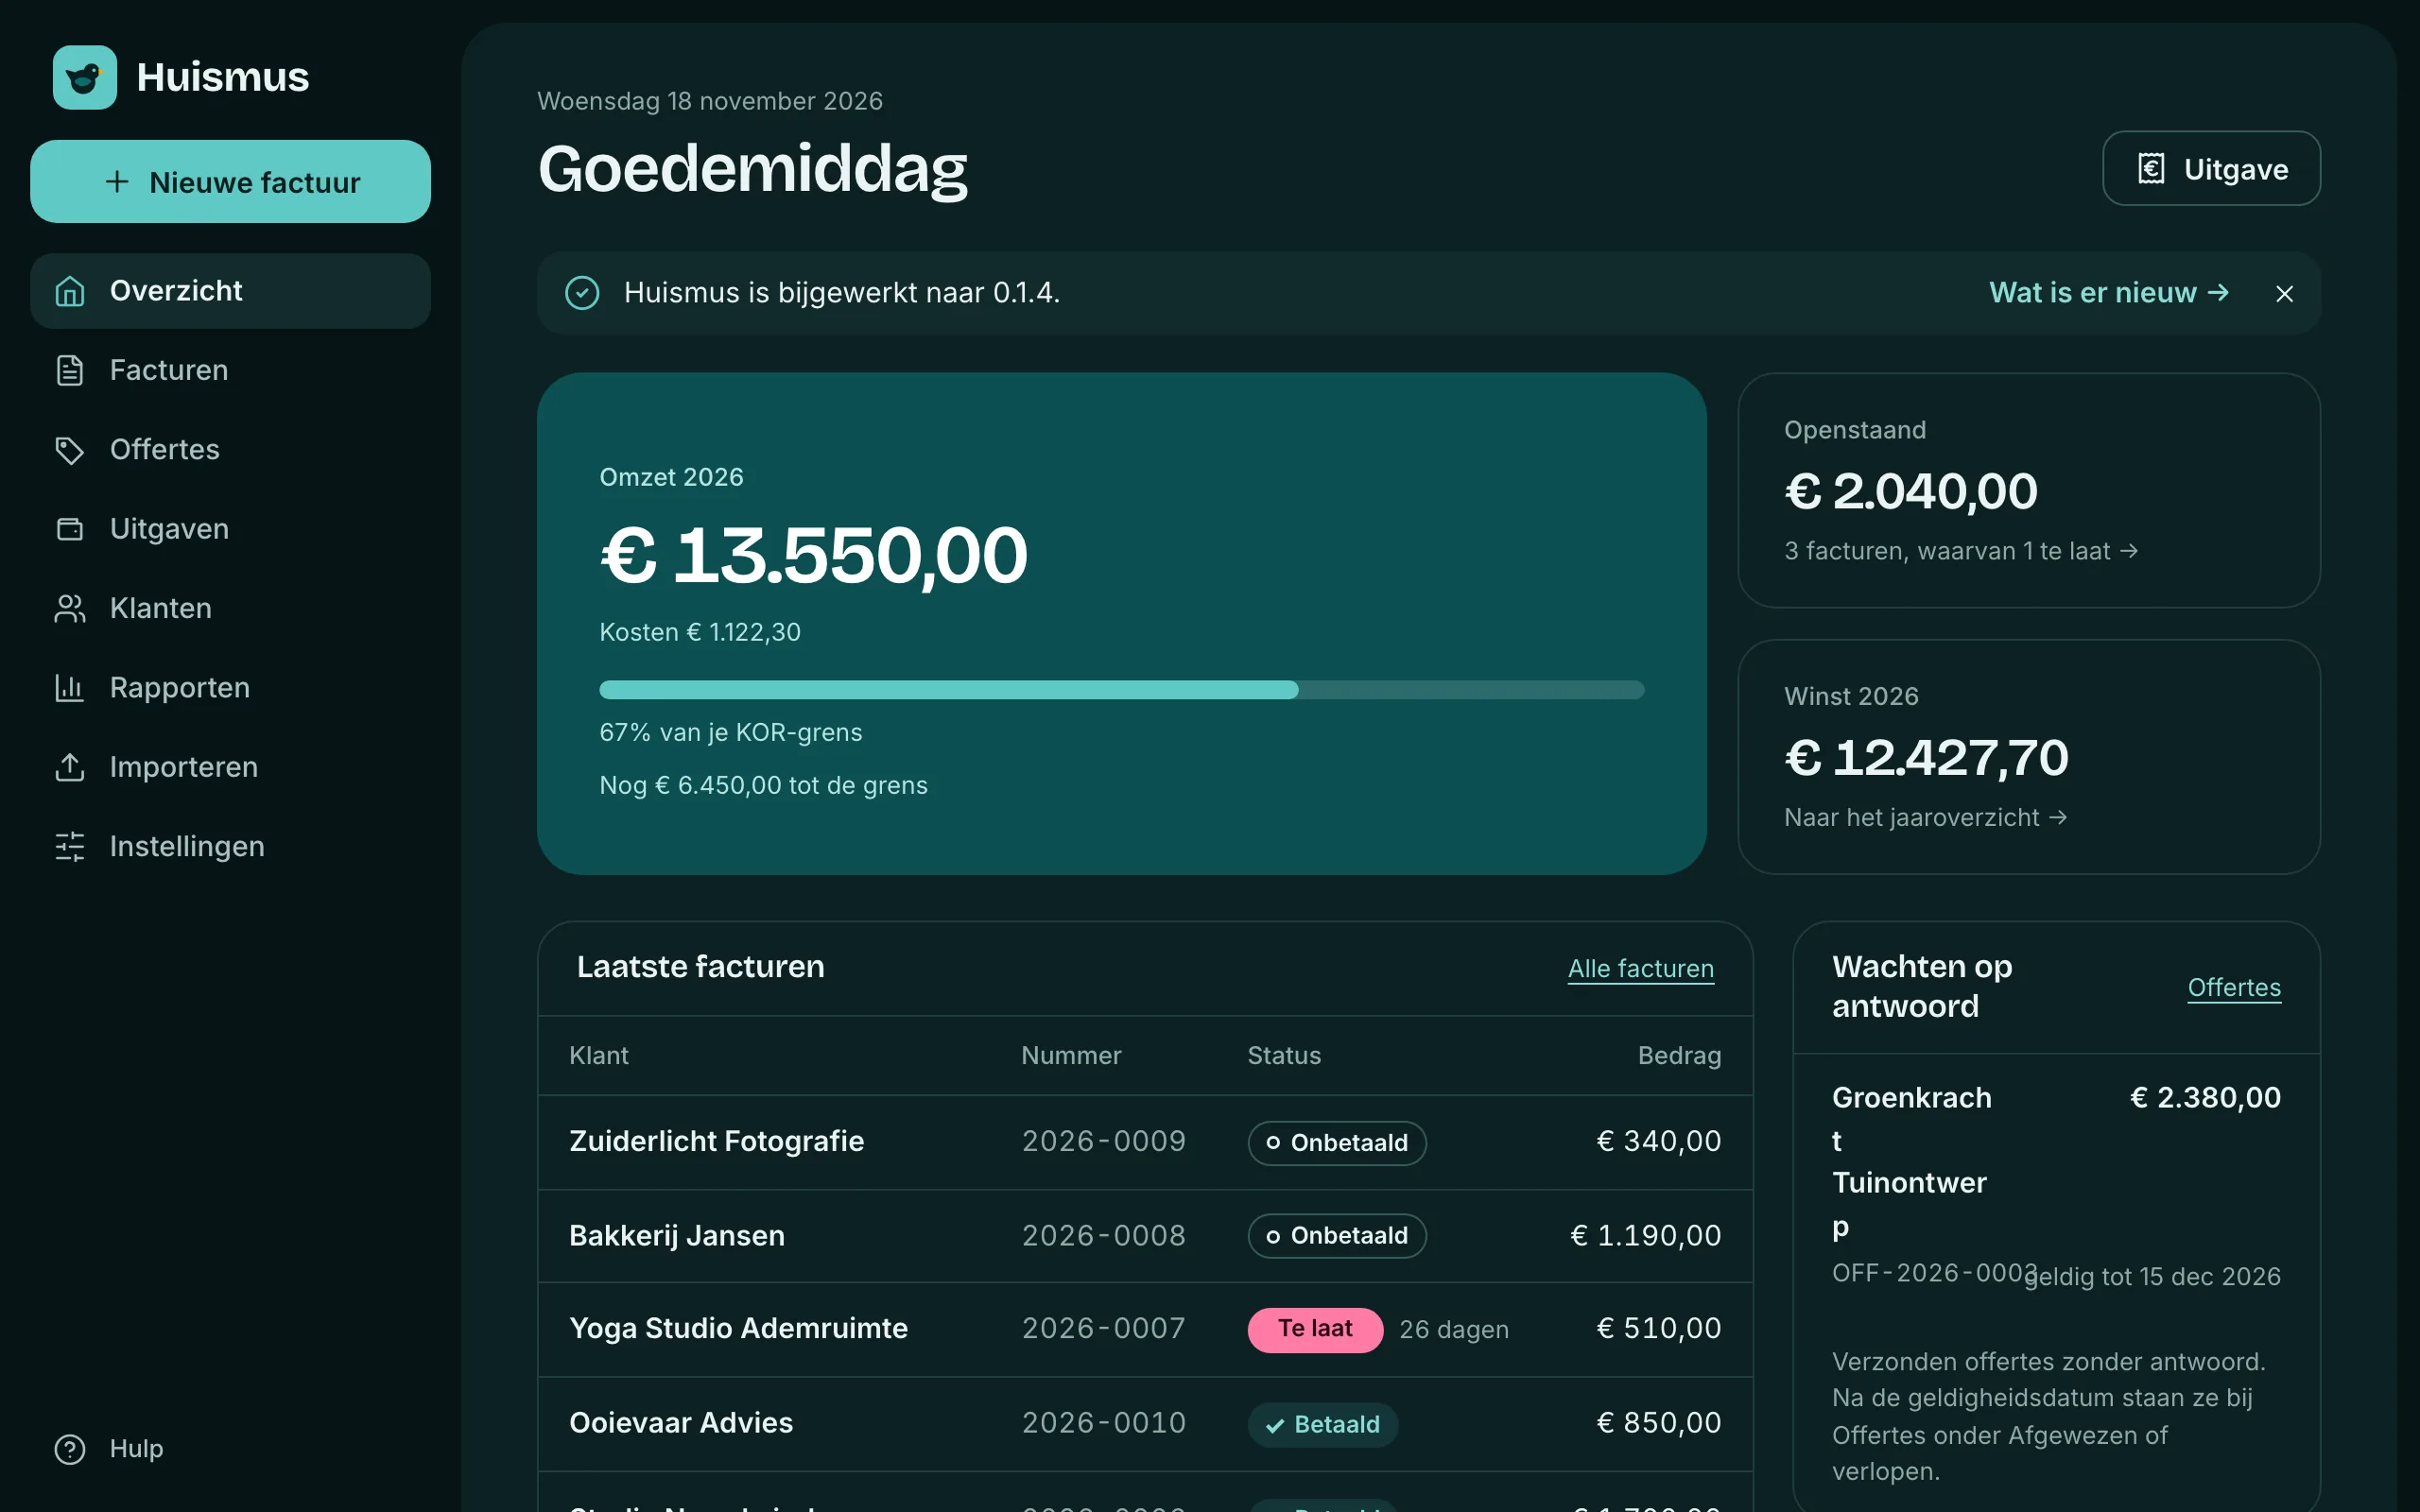 Huismus
Nieuwe factuur
Overzicht
Facturen
Offertes
Uitgaven
Klanten
Rapporten
Importeren
Instellingen
Hulp
Woensdag 18 november 2026
Goedemiddag
Uitgave
Huismus is bijgewerkt naar 0.1.4.
Wat is er nieuw →
Omzet 2026
€ 13.550,00
Kosten € 1.122,30
67% van je KOR-grens
Nog € 6.450,00 tot de grens
Openstaand
€ 2.040,00
3 facturen, waarvan 1 te laat →
Winst 2026
€ 12.427,70
Naar het jaaroverzicht →
Laatste facturen
Alle facturen
Klant Nummer Status Bedrag
Zuiderlicht Fotografie 2026-0009 Onbetaald € 340,00
Bakkerij Jansen 2026-0008 Onbetaald € 1.190,00
Yoga Studio Ademruimte 2026-0007 Te laat 26 dagen € 510,00
Ooievaar Advies 2026-0010 Betaald € 850,00
Wachten op
antwoord
Offertes
Groenkrach € 2.380,00
t
Tuinontwer
p
geldig tot 15 dec 2026
Verzonden offertes zonder antwoord.
Na de geldigheidsdatum staan ze bij
Offertes onder Afgewezen of
verlopen.